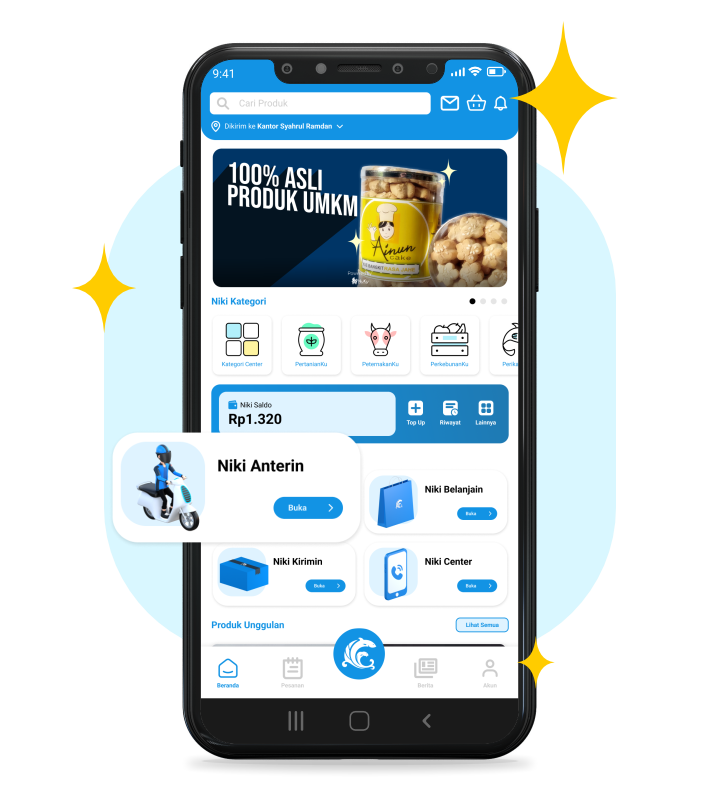 9:41
Cari Produk
Dikirim ke Kantor Syahrul Ramdan
100% ASLI
PRODUK UMKM
Ainun
Cake
Niki Kategori
Kategori Center
PertanianKu
PeternakanKu
PerkebunanKu
Perika
Niki Saldo
Rp1.320
Top Up
Riwayat
Lainnya
Niki Anterin
Buka
Niki Belanjain
Buka
Niki Kirimin
Buka
Niki Center
Buka
Produk Unggulan
Lihat Semua
Beranda
Pesanan
Berita
Akun